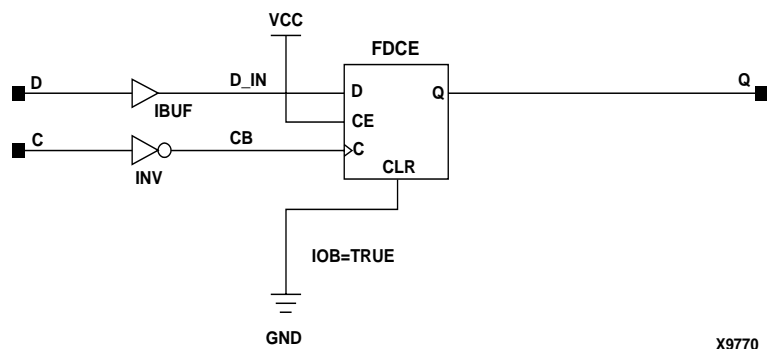 VCC
FDCE
D
D_IN
D
Q
Q
IBUF
CE
C
CB
C
INV
CLR
IOB=TRUE
GND
X9770